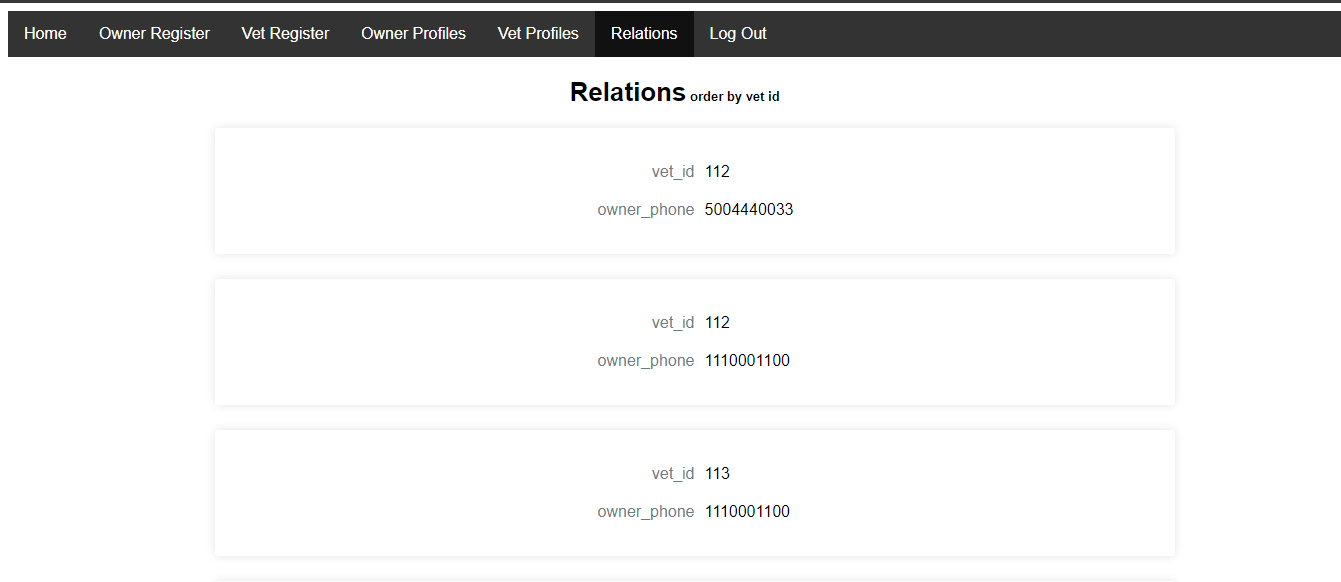 Home Owner Register Vet Register Owner Profiles Vet Profiles Relations Log Out
Relations order by vet id
vet_id 112
owner_phone 5004440033
vet_id 112
owner_phone 1110001100
vet_id 113
owner_phone 1110001100